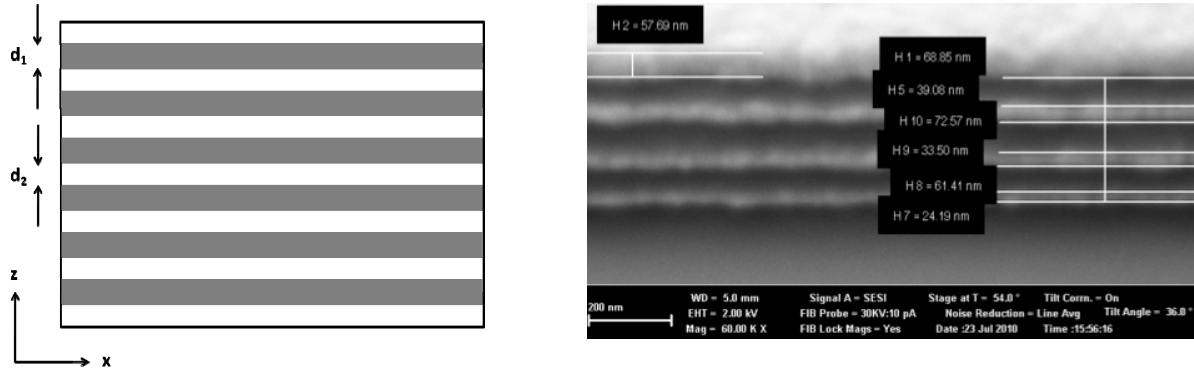 d1
d2
z
x
H 2 = 57.69 nm
H 1 = 68.85 nm
H 5 = 39.08 nm
H 10 = 72.57 nm
H 9 = 33.50 nm
H 8 = 61.41 nm
H 7 = 24.19 nm
200 nm
WD = 5.0 mm Signal A = SESI Stage at T = 54.0 ° Tilt Corrn. = On
EHT = 2.00 kV FIB Probe = 30KV:10 pA Noise Reduction = Line Avg Tilt Angle = 36.0 °
Mag = 60.00 K X FIB Lock Mags = Yes Date :23 Jul 2010 Time :15:56:16